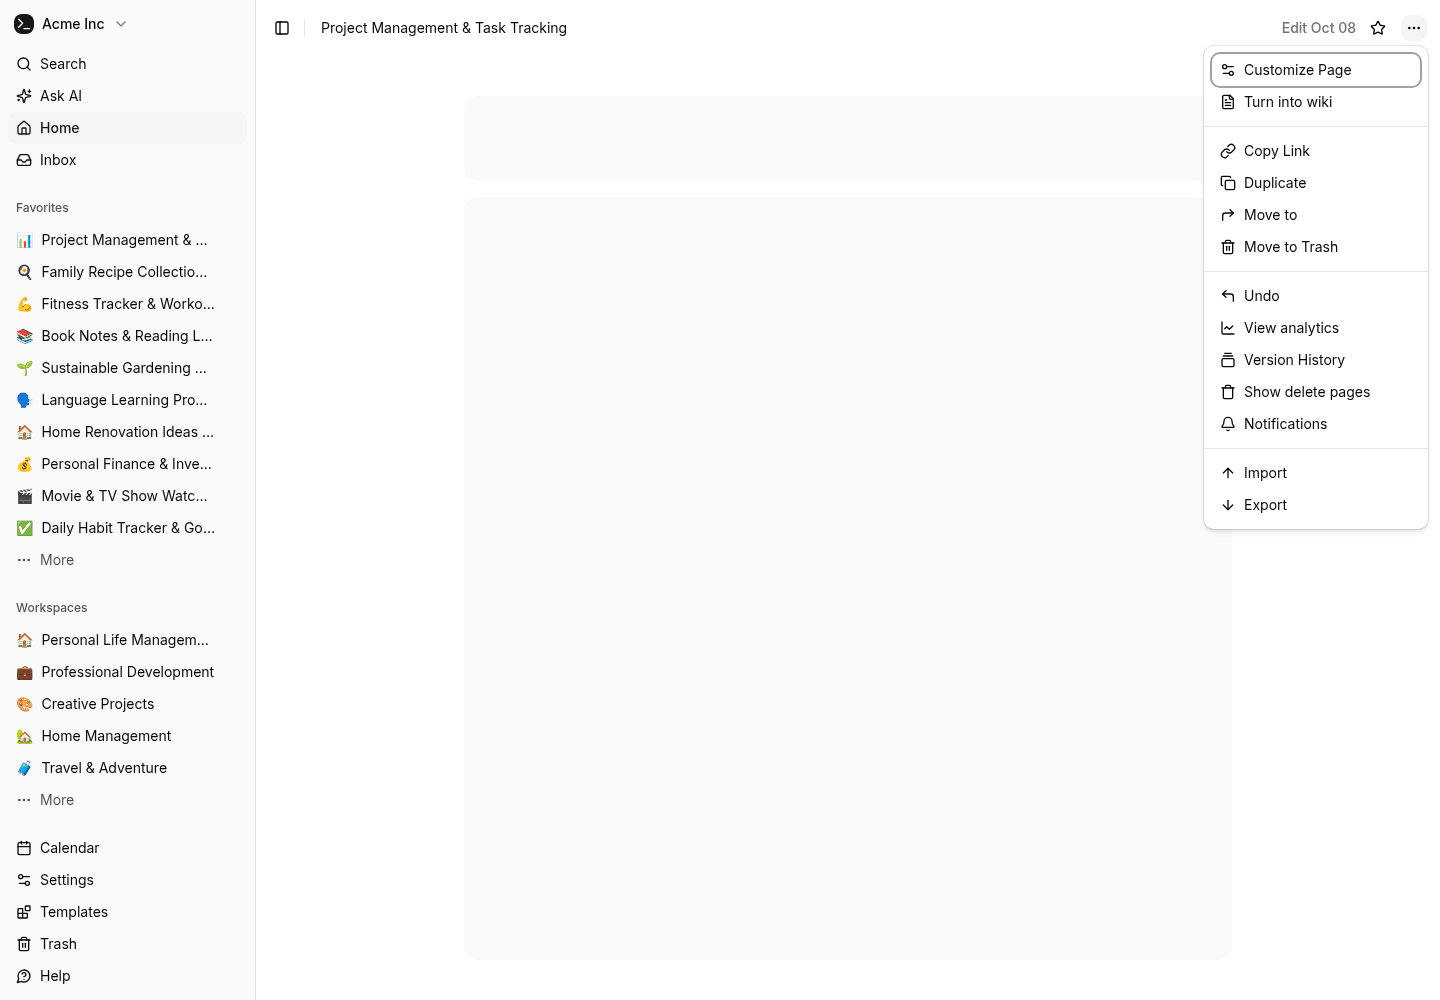 Acme Inc
Search
Ask AI
Home
Inbox
Favorites
Project Management & ...
Family Recipe Collectio...
Fitness Tracker & Worko...
Book Notes & Reading L...
Sustainable Gardening ...
Language Learning Pro...
Home Renovation Ideas ...
Personal Finance & Inve...
Movie & TV Show Watc...
Daily Habit Tracker & Go...
More
Workspaces
Personal Life Managem...
Professional Development
Creative Projects
Home Management
Travel & Adventure
More
Calendar
Settings
Templates
Trash
Help
Project Management & Task Tracking
Edit Oct 08
Customize Page
Turn into wiki
Copy Link
Duplicate
Move to
Move to Trash
Undo
View analytics
Version History
Show delete pages
Notifications
Import
Export